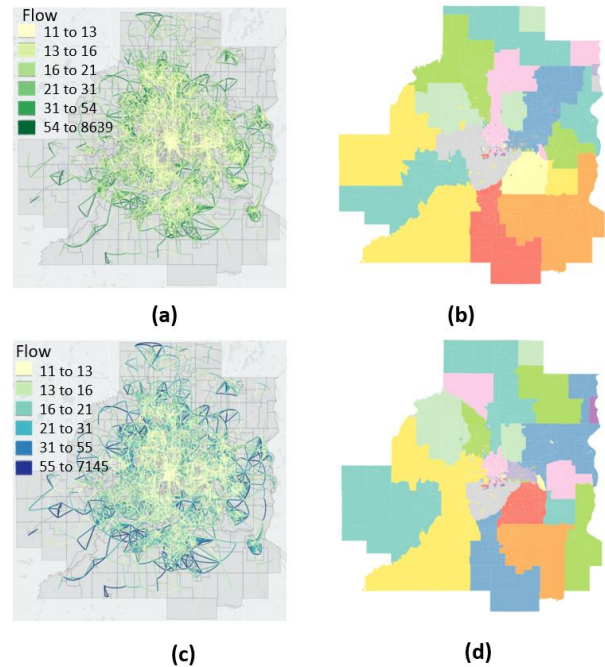 Flow
11 to 13
13 to 16
16 to 21
21 to 31
31 to 54
54 to 8639
(a)
(b)
Flow
11 to 13
13 to 16
16 to 21
21 to 31
31 to 55
55 to 7145
(c)
(d)